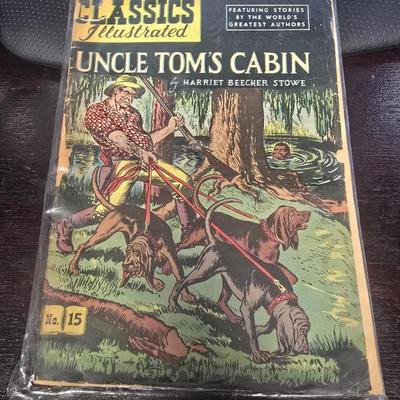 CLASSICS
Illustrated
FEATURING STORIES
BY THE WORLD'S
GREATEST AUTHORS
UNCLE TOM'S CABIN
by HARRIET BEECHER STOWE
No. 15